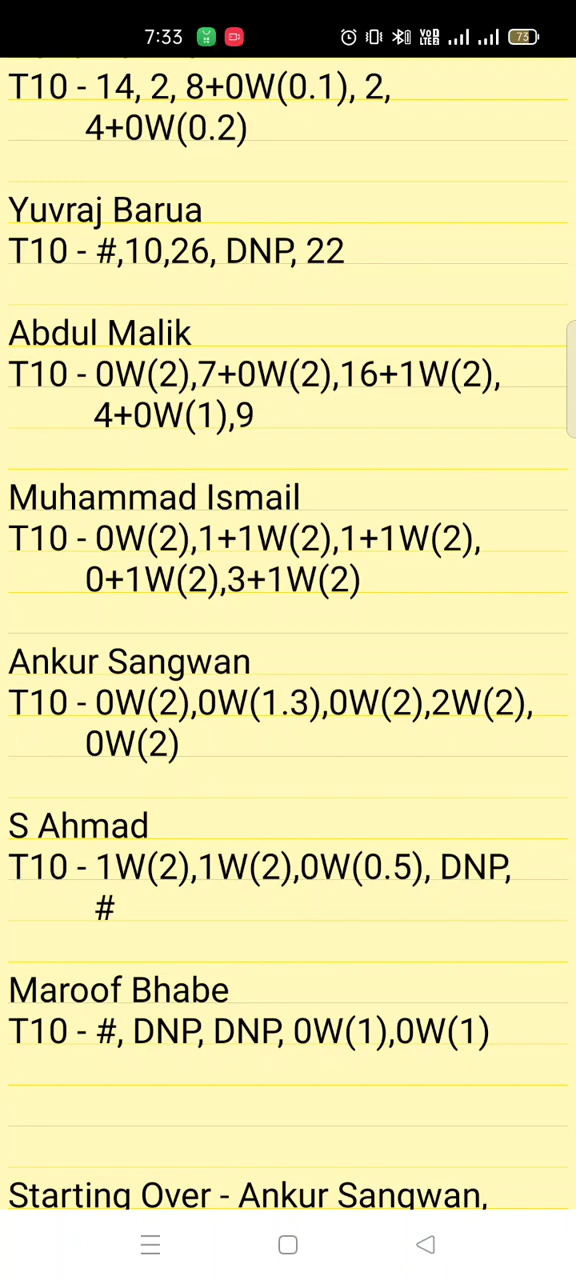 7:33
VoD LTE2
73
T10 - 14, 2, 8+0W(0.1), 2,
4+0W(0.2)
Yuvraj Barua
T10 - #,10,26, DNP, 22
Abdul Malik
T10 - 0W(2),7+0W(2),16+1W(2),
4+0W(1),9
Muhammad Ismail
T10 - 0W(2),1+1W(2),1+1W(2),
0+1W(2),3+1W(2)
Ankur Sangwan
T10 - 0W(2),0W(1.3),0W(2),2W(2),
0W(2)
S Ahmad
T10 - 1W(2),1W(2),0W(0.5), DNP,
#
Maroof Bhabe
T10 - #, DNP, DNP, 0W(1),0W(1)
Starting Over - Ankur Sangwan,